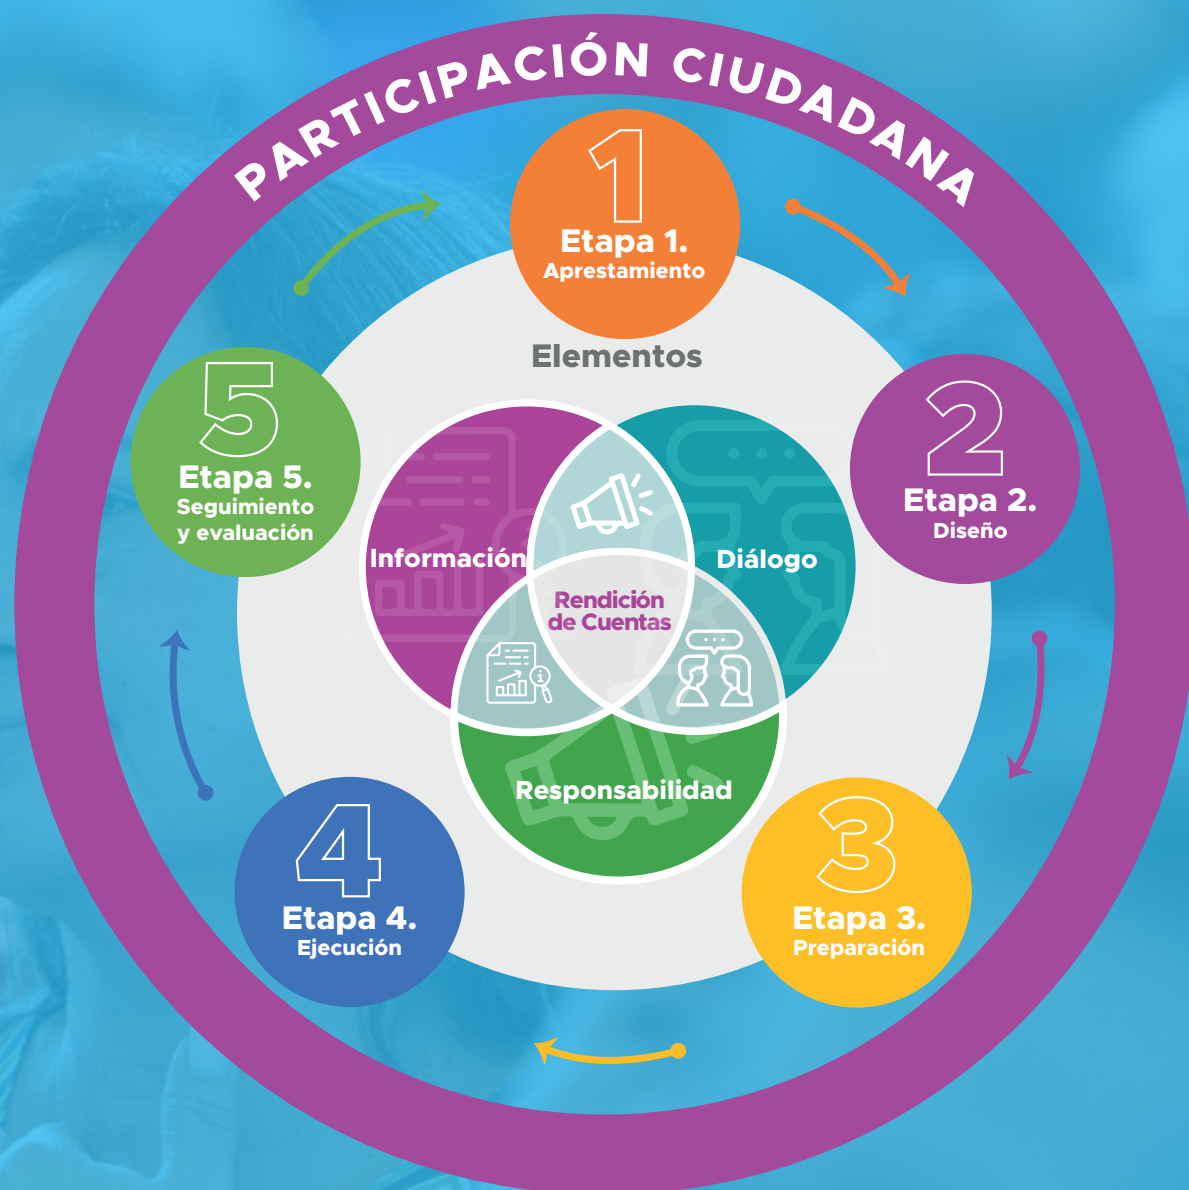 PARTICIPACIÓN CIUDADANA
1
Etapa 1.
Aprestamiento
2
Etapa 2.
Diseño
3
Etapa 3.
Preparación
4
Etapa 4.
Ejecución
5
Etapa 5.
Seguimiento
y evaluación
Elementos
Información
Diálogo
Rendición
de Cuentas
Responsabilidad